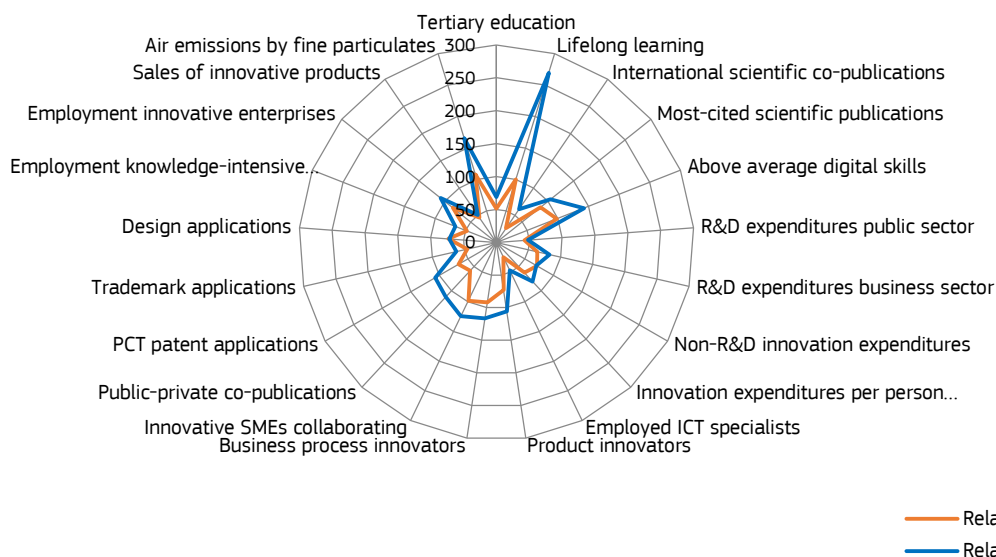 Tertiary education
Air emissions by fine particulates
300
Lifelong learning
Sales of innovative products
250
International scientific co-publications
Employment innovative enterprises
200
Most-cited scientific publications
150
Employment knowledge-intensive...
100
Above average digital skills
50
Design applications
0
R&D expenditures public sector
Trademark applications
R&D expenditures business sector
PCT patent applications
Non-R&D innovation expenditures
Public-private co-publications
Innovation expenditures per person...
Innovative SMEs collaborating
Employed ICT specialists
Business process innovators
Product innovators
Rela
Rela